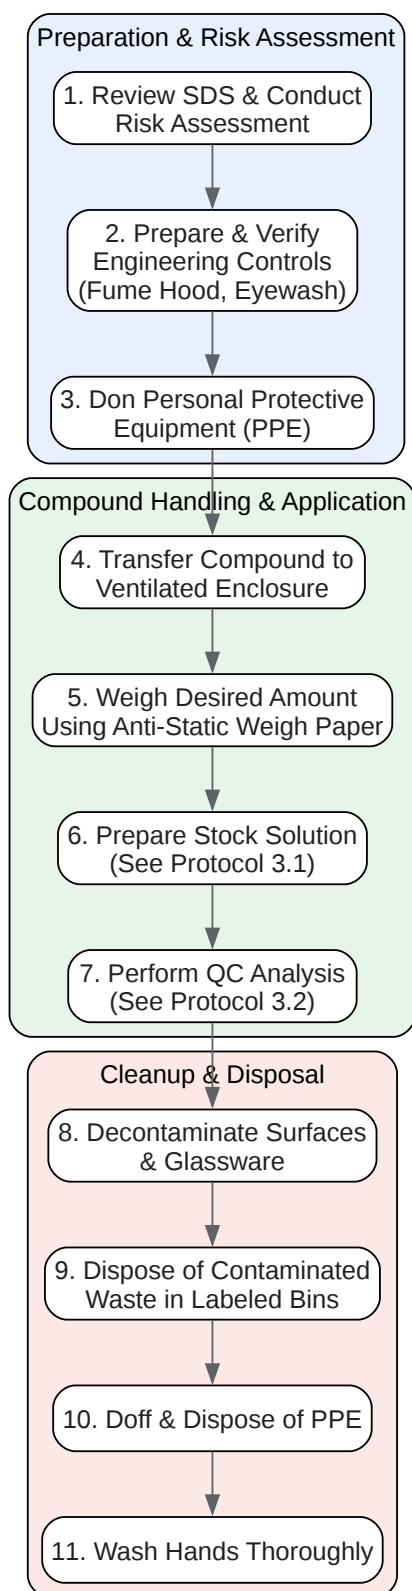 Preparation & Risk Assessment
1. Review SDS & Conduct
Risk Assessment
2. Prepare & Verify
Engineering Controls
(Fume Hood, Eyewash)
3. Don Personal Protective
Equipment (PPE)
Compound Handling & Application
4. Transfer Compound to
Ventilated Enclosure
5. Weigh Desired Amount
Using Anti-Static Weigh Paper
6. Prepare Stock Solution
(See Protocol 3.1)
7. Perform QC Analysis
(See Protocol 3.2)
Cleanup & Disposal
8. Decontaminate Surfaces
& Glassware
9. Dispose of Contaminated
Waste in Labeled Bins
10. Doff & Dispose of PPE
11. Wash Hands Thoroughly